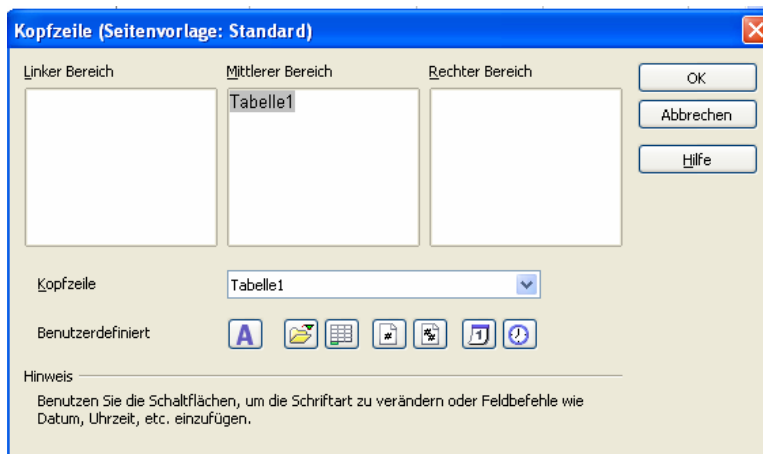 Kopfzeile (Seitenvorlage: Standard)
Linker Bereich
Mittlerer Bereich
Rechter Bereich
Tabelle1
OK
Abbrechen
Hilfe
Kopfzeile
Tabelle1
Benutzerdefiniert
Hinweis
Benutzen Sie die Schaltflächen, um die Schriftart zu verändern oder Feldbefehle wie
Datum, Uhrzeit, etc. einzufügen.